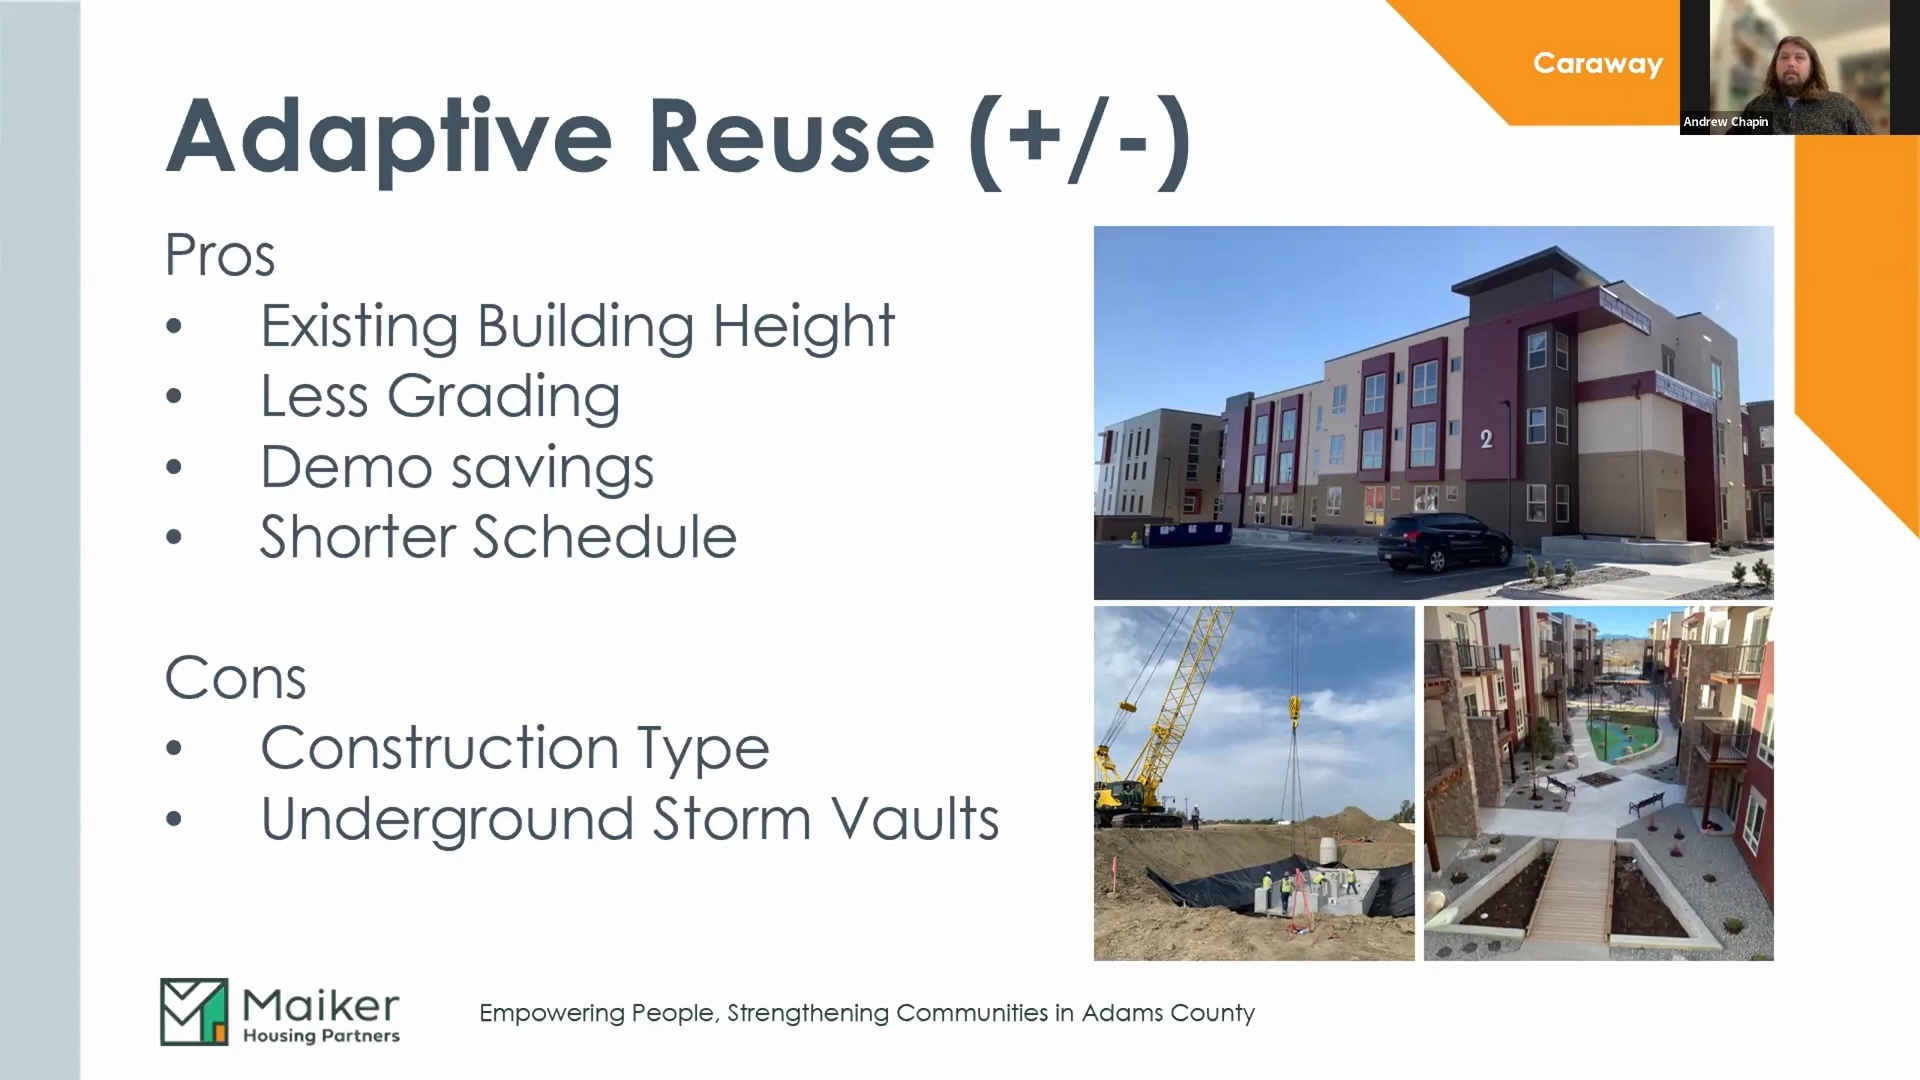 Caraway
Andrew Chapin
Adaptive Reuse (+/-)
Pros
• Existing Building Height
• Less Grading
• Demo savings
• Shorter Schedule
2
Cons
• Construction Type
• Underground Storm Vaults
Maiker
Housing Partners
Empowering People, Strengthening Communities in Adams County